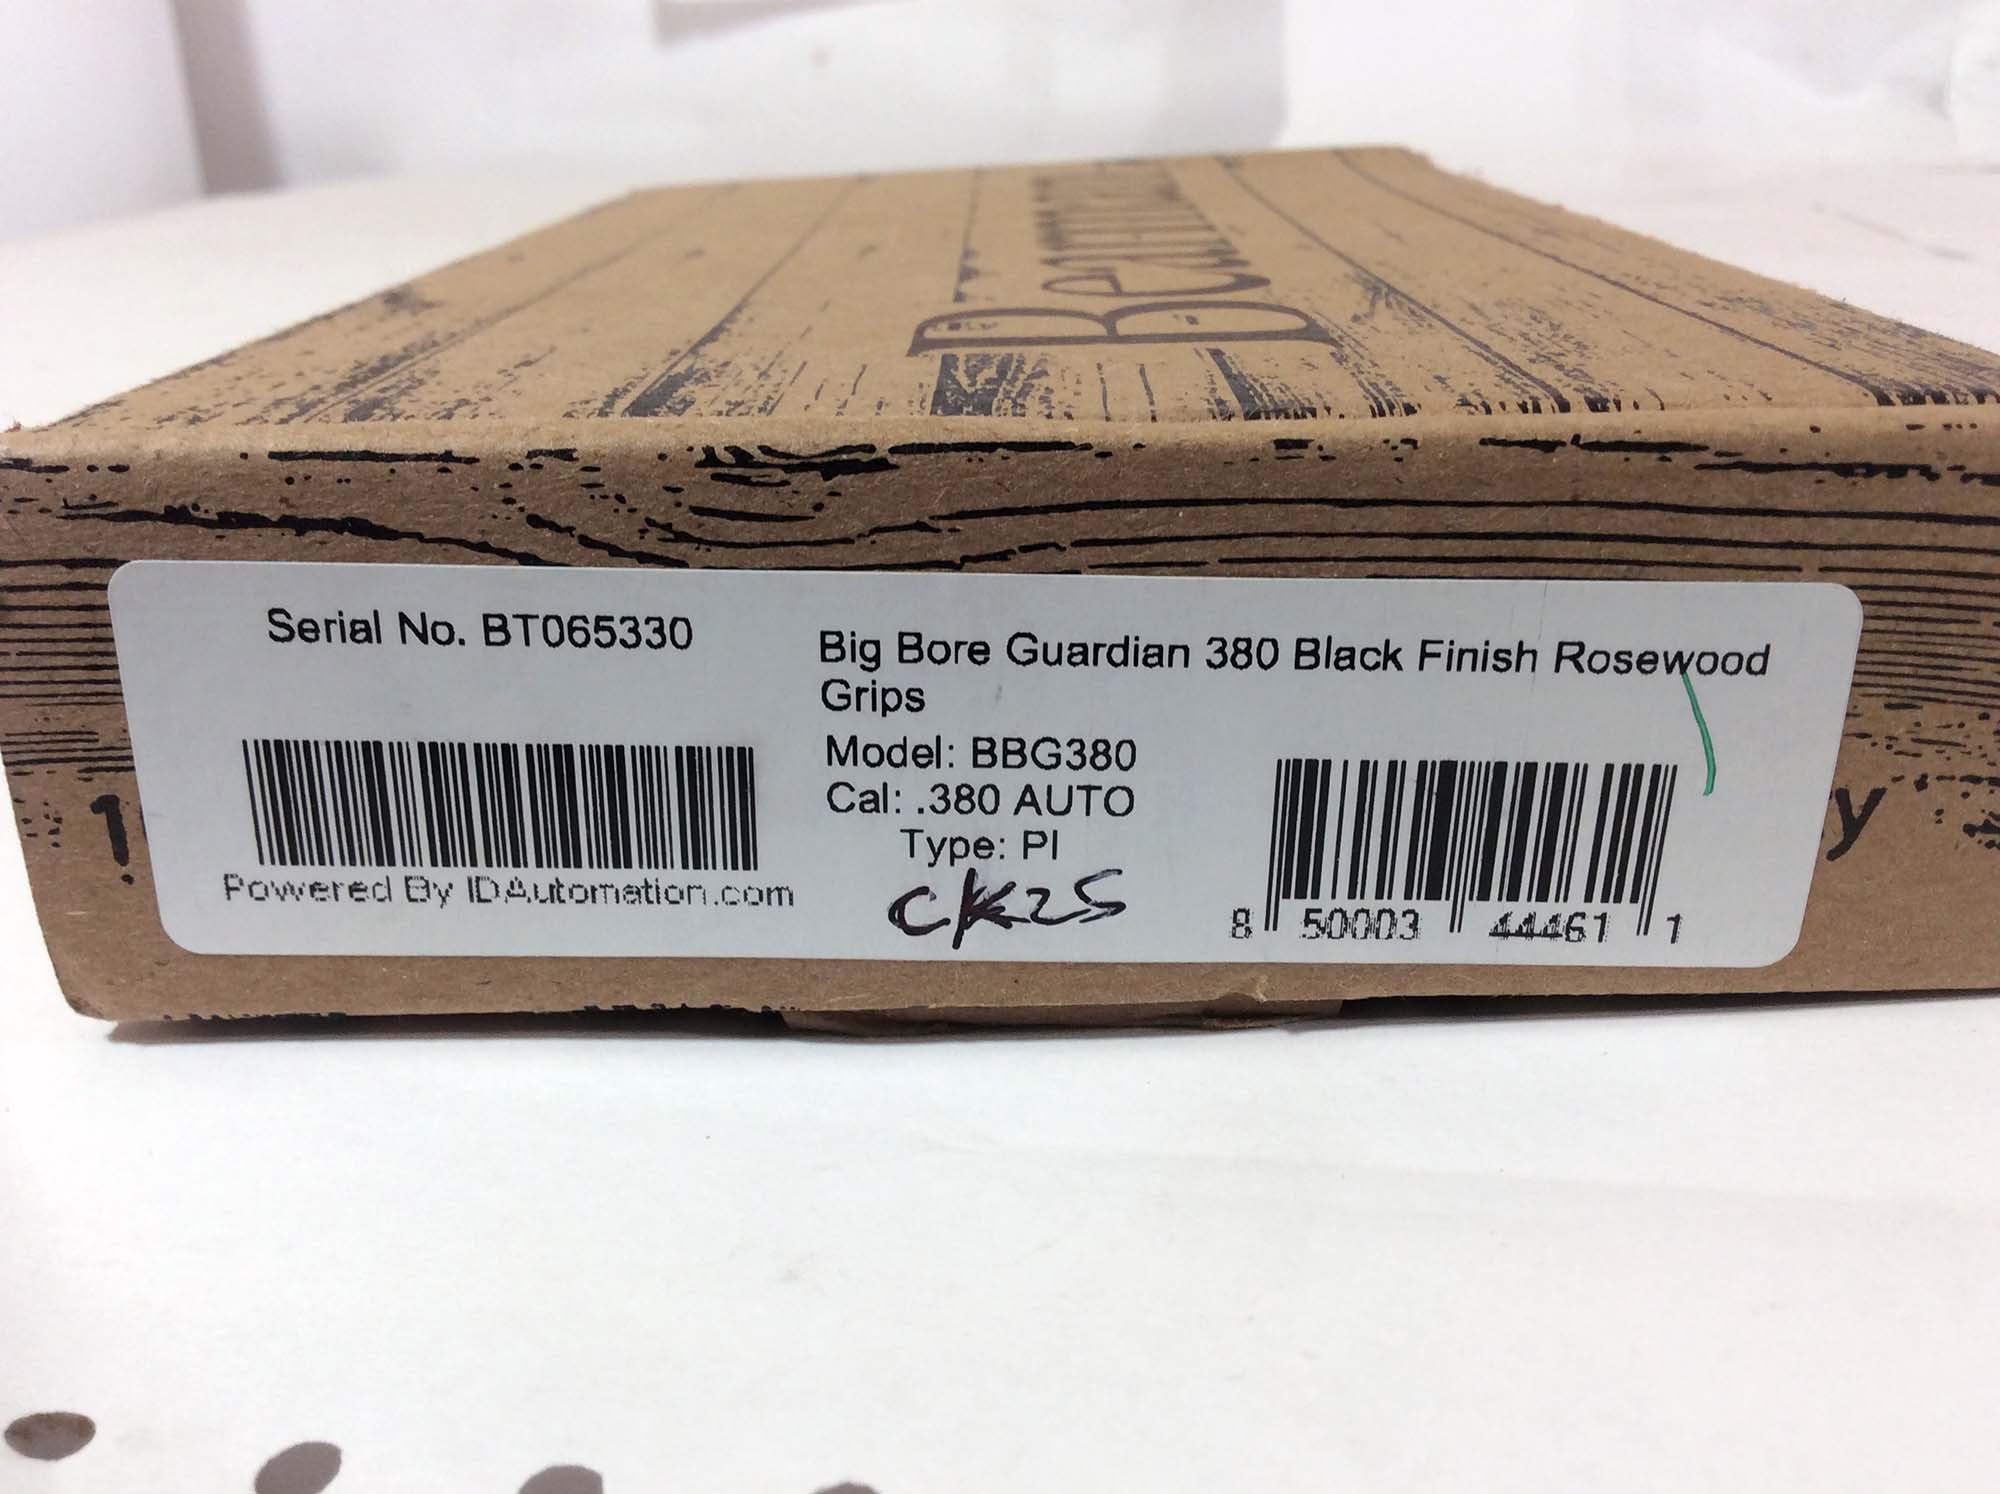 Serial No. BT065330
Powered By IDAutomation.com
Big Bore Guardian 380 Black Finish Rosewood
Grips
Model: BBG380
Cal: .380 AUTO
Type: PI
8 50003 44461 1